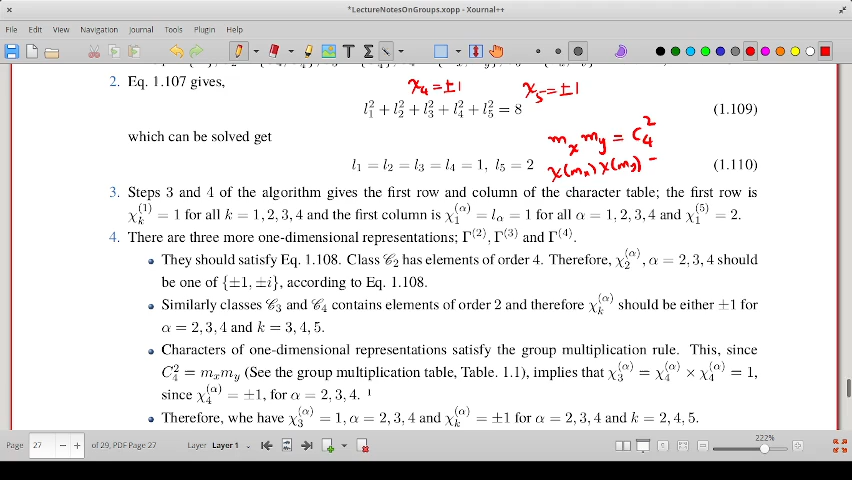 *LectureNotesOnGroups.xopp - Xournal++
File Edit View Navigation Journal Tools Plugin Help
2. Eq. 1.107 gives,
χ₄ = ±1
χ₅ = ±1
l₁² + l₂² + l₃² + l₄² + l₅² = 8 (1.109)
which can be solved get
mₓ m_y = C₄²
l₁ = l₂ = l₃ = l₄ = 1, l₅ = 2 (1.110)
χ(mₓ) χ(m_y) =
3. Steps 3 and 4 of the algorithm gives the first row and column of the character table; the first row is
χₖ⁽¹⁾ = 1 for all k = 1, 2, 3, 4 and the first column is χ₁⁽ᵅ⁾ = l_α = 1 for all α = 1, 2, 3, 4 and χ₁⁽⁵⁾ = 2.
4. There are three more one-dimensional representations; Γ⁽²⁾, Γ⁽³⁾ and Γ⁽⁴⁾.
• They should satisfy Eq. 1.108. Class 𝒞₂ has elements of order 4. Therefore, χ₂⁽ᵅ⁾, α = 2, 3, 4 should
be one of {±1, ±i}, according to Eq. 1.108.
• Similarly classes 𝒞₃ and 𝒞₄ contains elements of order 2 and therefore χₖ⁽ᵅ⁾ should be either ±1 for
α = 2, 3, 4 and k = 3, 4, 5.
• Characters of one-dimensional representations satisfy the group multiplication rule. This, since
C₄² = mₓm_y (See the group multiplication table, Table. 1.1), implies that χ₃⁽ᵅ⁾ = χ₄⁽ᵅ⁾ × χ₄⁽ᵅ⁾ = 1,
since χ₄⁽ᵅ⁾ = ±1, for α = 2, 3, 4.
• Therefore, whe have χ₃⁽ᵅ⁾ = 1, α = 2, 3, 4 and χₖ⁽ᵅ⁾ = ±1 for α = 2, 3, 4 and k = 2, 4, 5.
Page 27 of 29, PDF Page 27 Layer Layer 1 222%